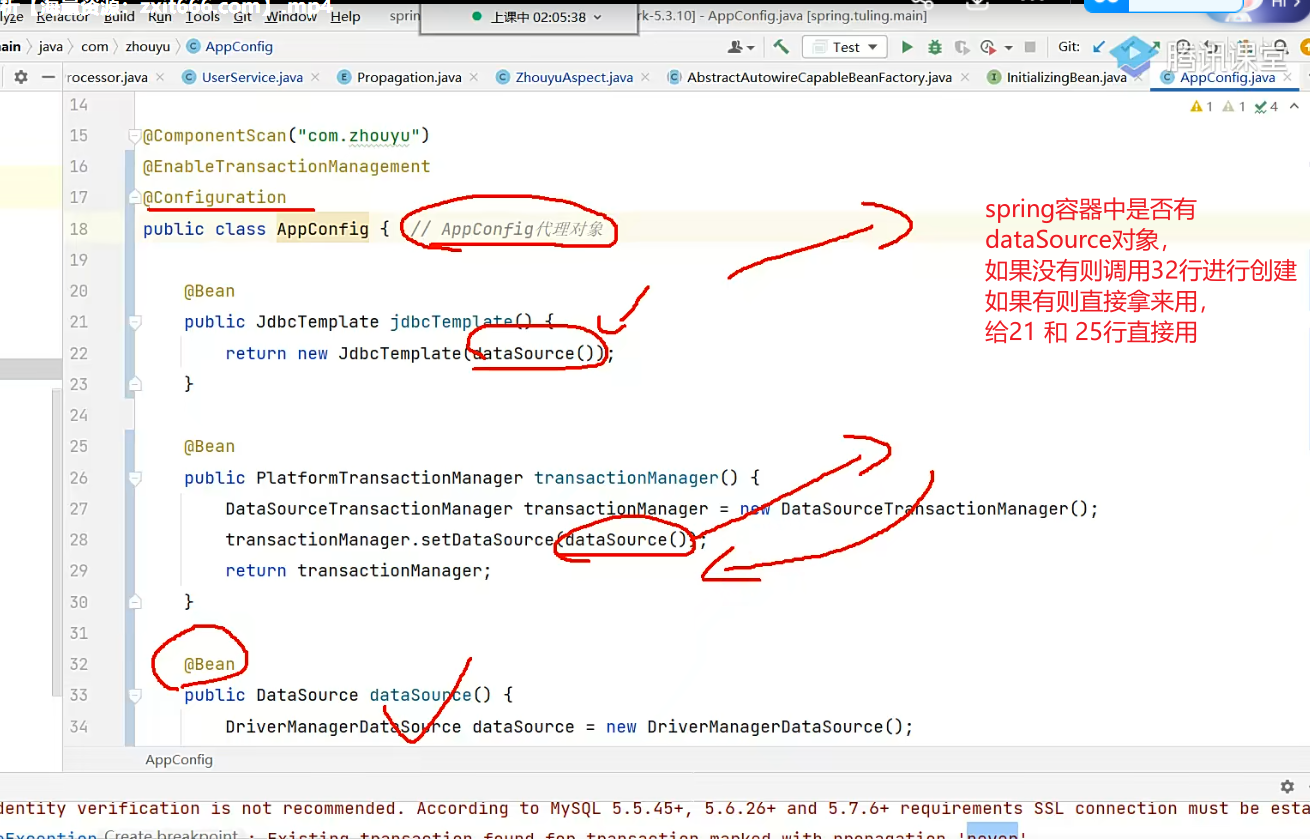 析【海量资源：zxit666.com】.mp4
lyze Refactor Build Run Tools Git Window Help sprin 上课中 02:05:38 rk-5.3.10] - AppConfig.java [spring.tuling.main]
ain java com zhouyu AppConfig Test Git: 腾讯课堂
rocessor.java UserService.java Propagation.java ZhouyuAspect.java AbstractAutowireCapableBeanFactory.java InitializingBean.java AppConfig.java
14 1 1 4
15 @ComponentScan("com.zhouyu")
16 @EnableTransactionManagement
17 @Configuration
18 public class AppConfig { // AppConfig代理对象
19
20 @Bean
21 public JdbcTemplate jdbcTemplate() {
22 return new JdbcTemplate(dataSource());
23 }
24
25 @Bean
26 public PlatformTransactionManager transactionManager() {
27 DataSourceTransactionManager transactionManager = new DataSourceTransactionManager();
28 transactionManager.setDataSource(dataSource());
29 return transactionManager;
30 }
31
32 @Bean
33 public DataSource dataSource() {
34 DriverManagerDataSource dataSource = new DriverManagerDataSource();
spring容器中是否有
dataSource对象，
如果没有则调用32行进行创建
如果有则直接拿来用，
给21 和 25行直接用
AppConfig
dentity verification is not recommended. According to MySQL 5.5.45+, 5.6.26+ and 5.7.6+ requirements SSL connection must be esta
eException Create breakpoint : Existing transaction found for transaction marked with propagation 'never'